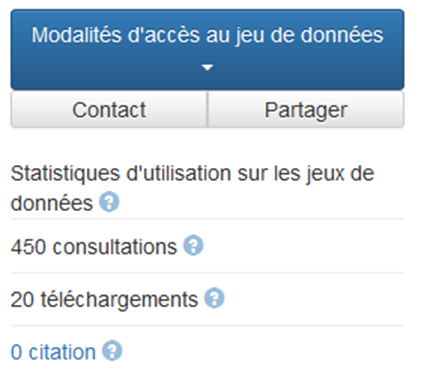 Modalités d'accès au jeu de données
Contact
Partager
Statistiques d'utilisation sur les jeux de
données ?
450 consultations ?
20 téléchargements ?
0 citation ?